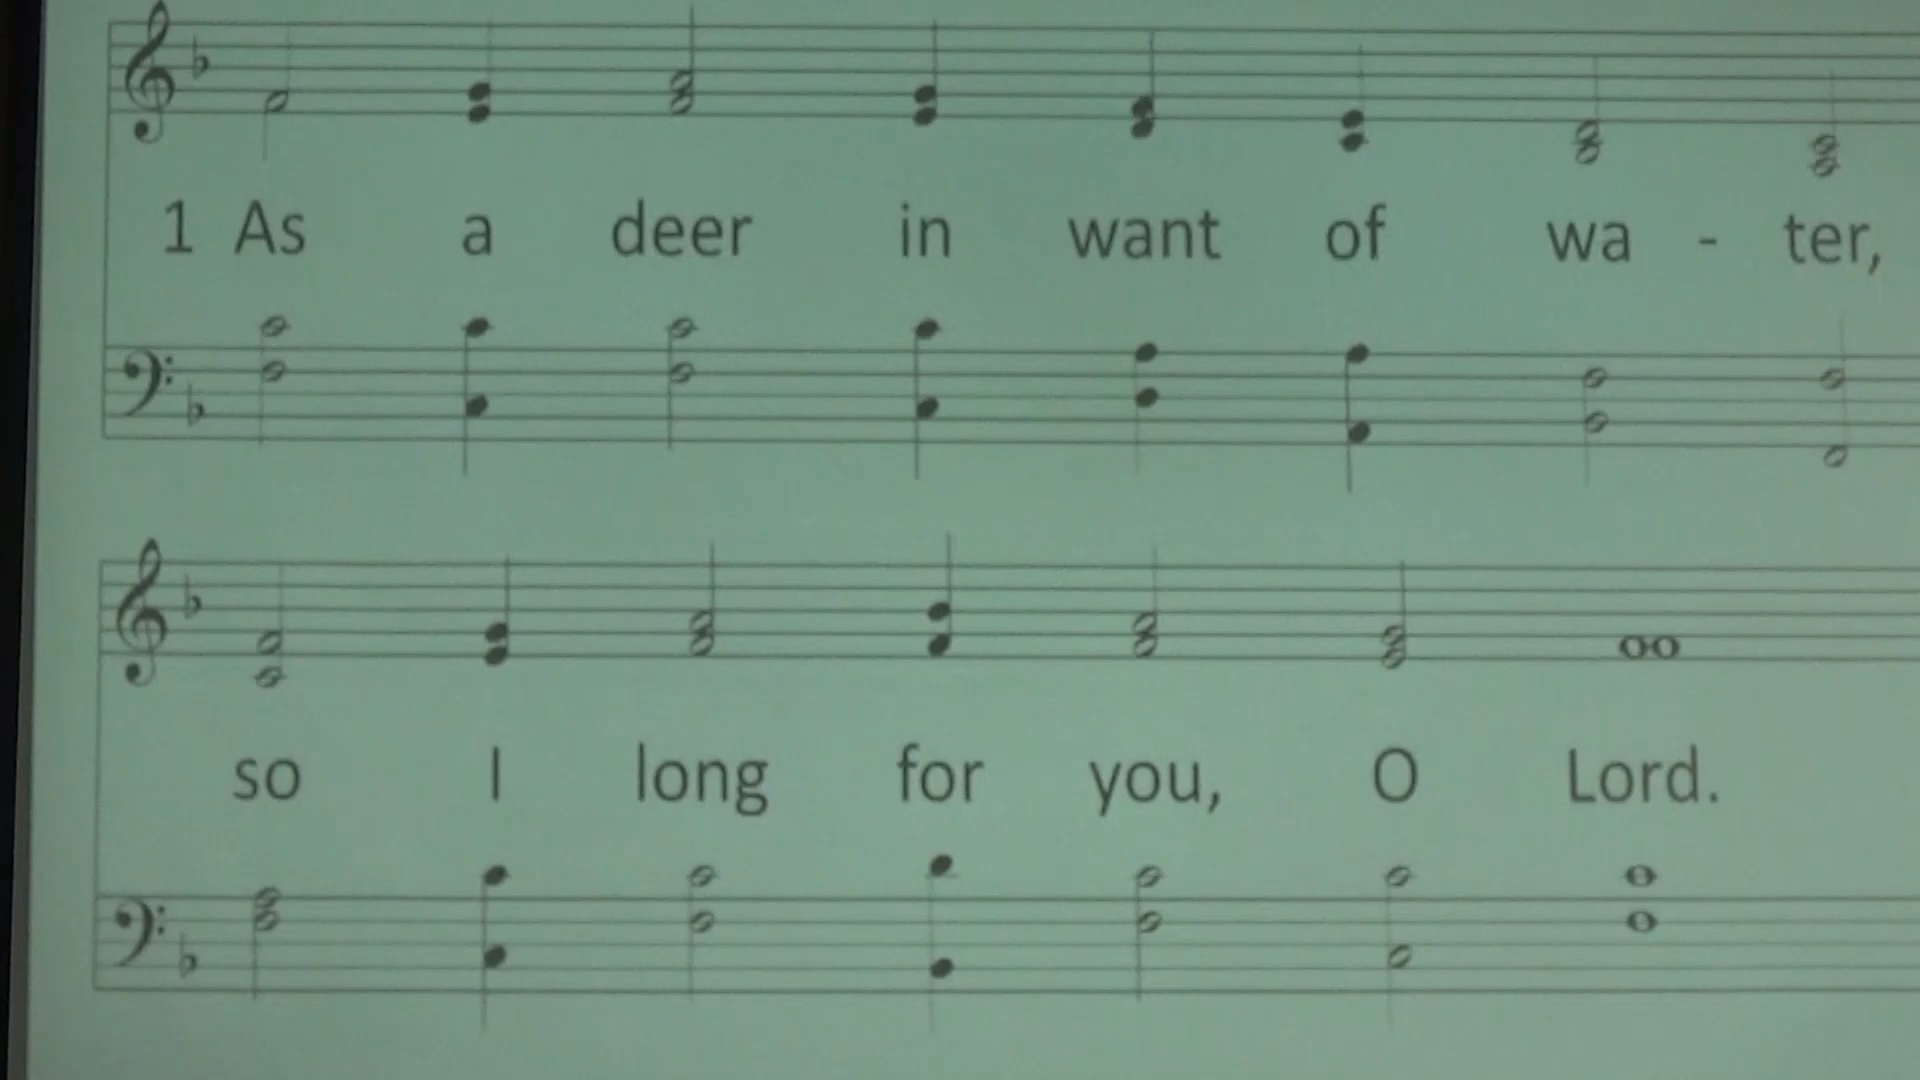 1 As a deer in want of wa - ter,
so I long for you, O Lord.